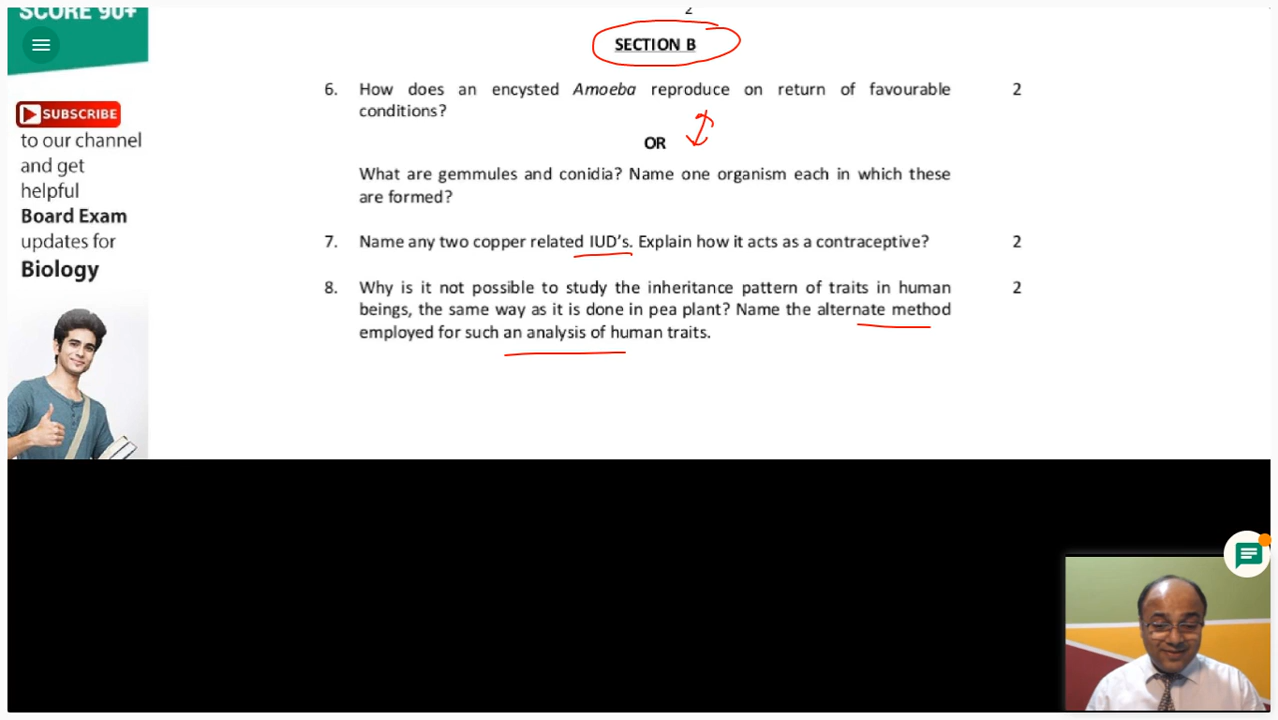 SCORE 90+
2
SECTION B
6. How does an encysted Amoeba reproduce on return of favourable 2
conditions?
OR
What are gemmules and conidia? Name one organism each in which these
are formed?
7. Name any two copper related IUD's. Explain how it acts as a contraceptive? 2
8. Why is it not possible to study the inheritance pattern of traits in human 2
beings, the same way as it is done in pea plant? Name the alternate method
employed for such an analysis of human traits.
SUBSCRIBE
to our channel
and get
helpful
Board Exam
updates for
Biology